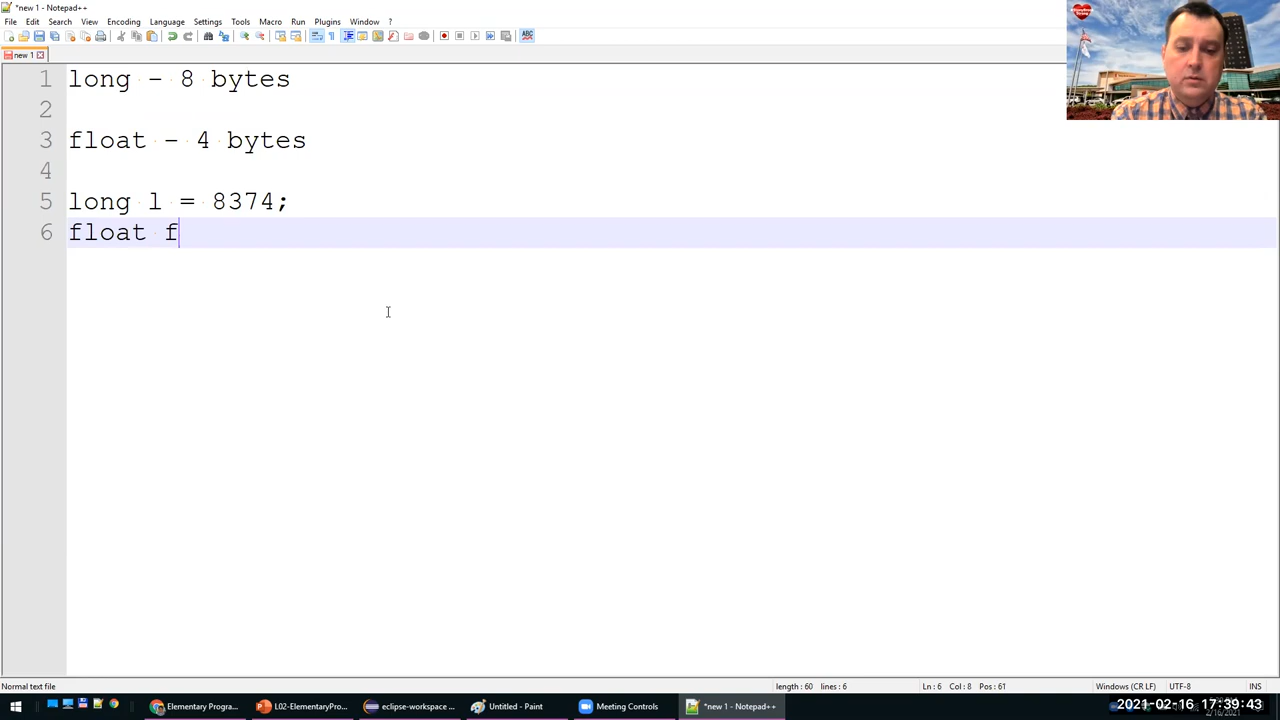 *new 1 - Notepad++
File Edit Search View Encoding Language Settings Tools Macro Run Plugins Window ?
new 1
1 long - 8 bytes
2
3 float - 4 bytes
4
5 long l = 8374;
6 float f
Normal text file length : 60 lines : 6 Ln : 6 Col : 8 Pos : 61 Windows (CR LF) UTF-8 INS
Elementary Progra... L02-ElementaryPro... eclipse-workspace ... Untitled - Paint Meeting Controls *new 1 - Notepad++ 2021-02-16 17:39:43
2/16/2021